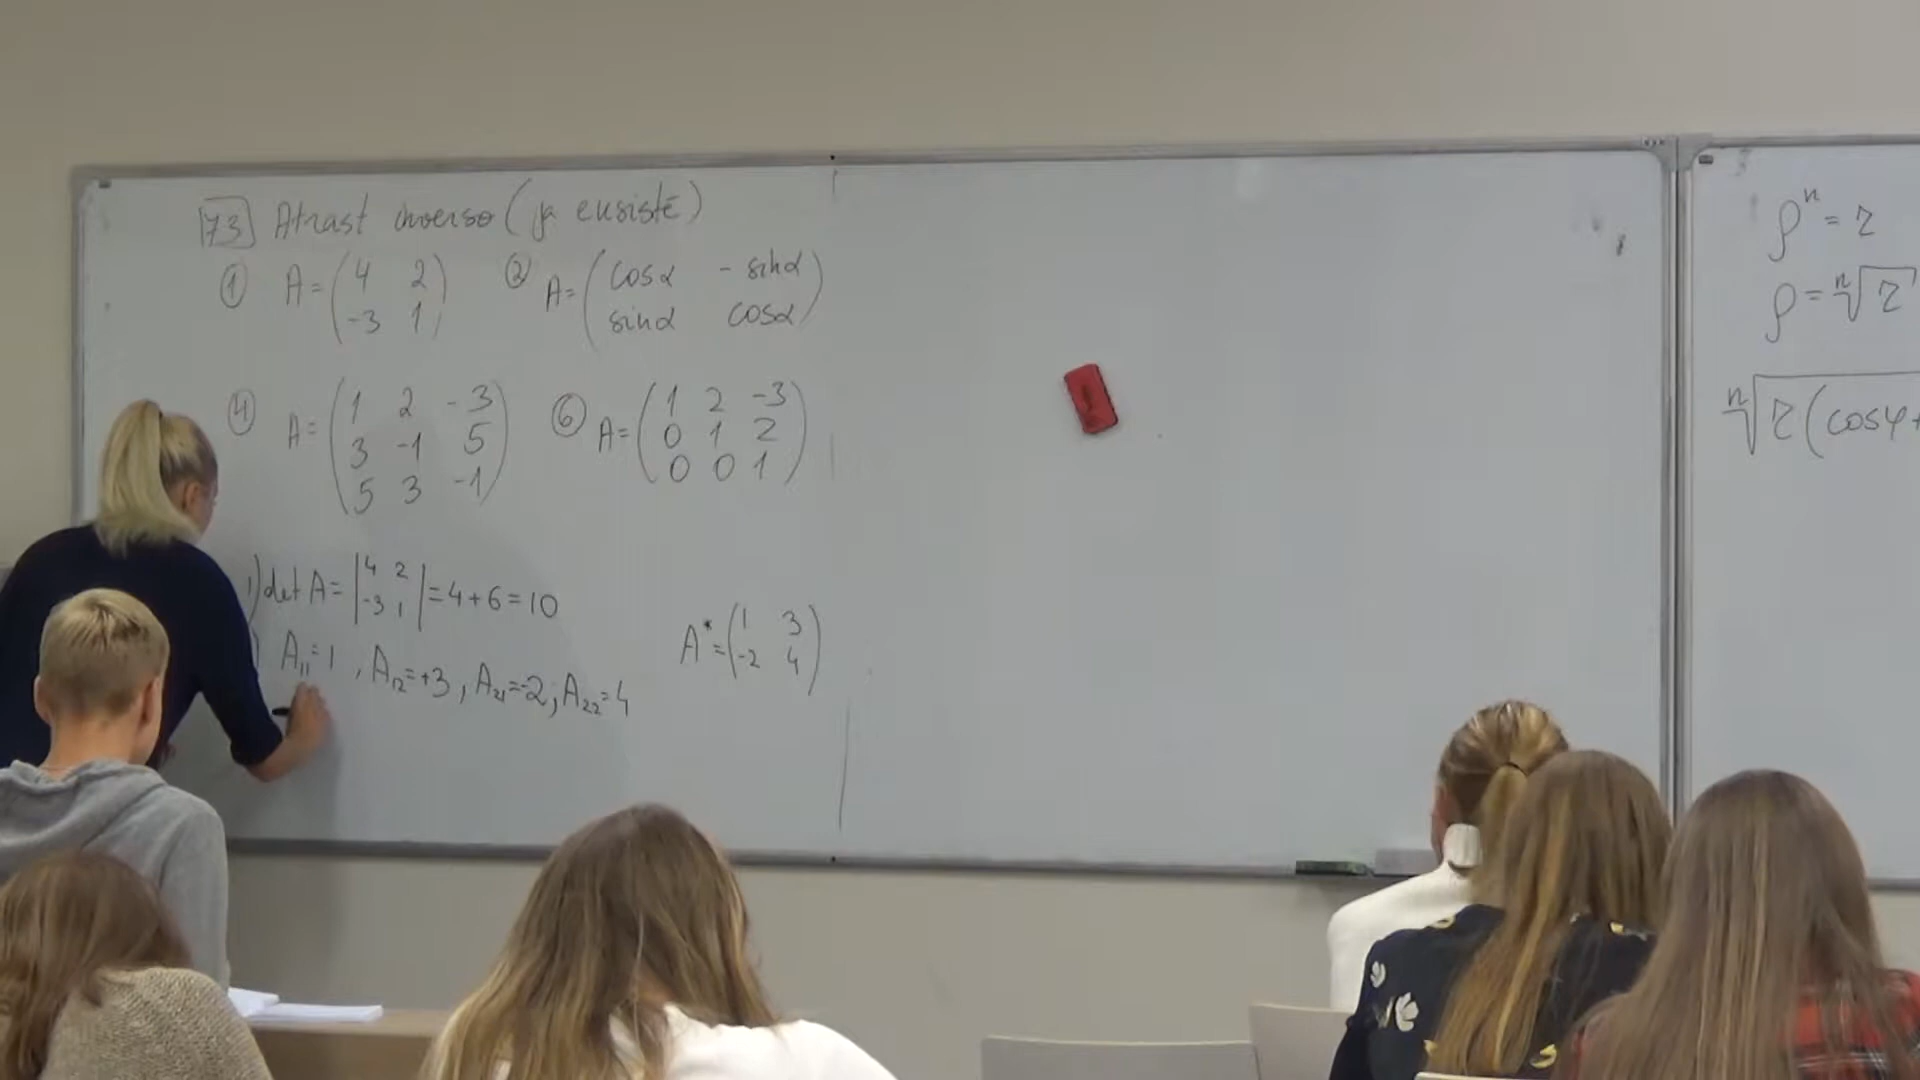 73 Atrast inverso (ja eksistē)
① A = ( 4 2
-3 1 )
② A = ( cosα - sinα
sinα cosα )
④ A = ( 1 2 -3
3 -1 5
5 3 -1 )
⑥ A = ( 1 2 -3
0 1 2
0 0 1 )
1) det A = | 4 2
-3 1 | = 4 + 6 = 10
) A₁₁ = 1 , A₁₂ = +3 , A₂₁ = -2 ; A₂₂ = 4
A* = ( 1 3
-2 4 )
ρⁿ = r
ρ = ⁿ√r
ⁿ√r(cosφ+